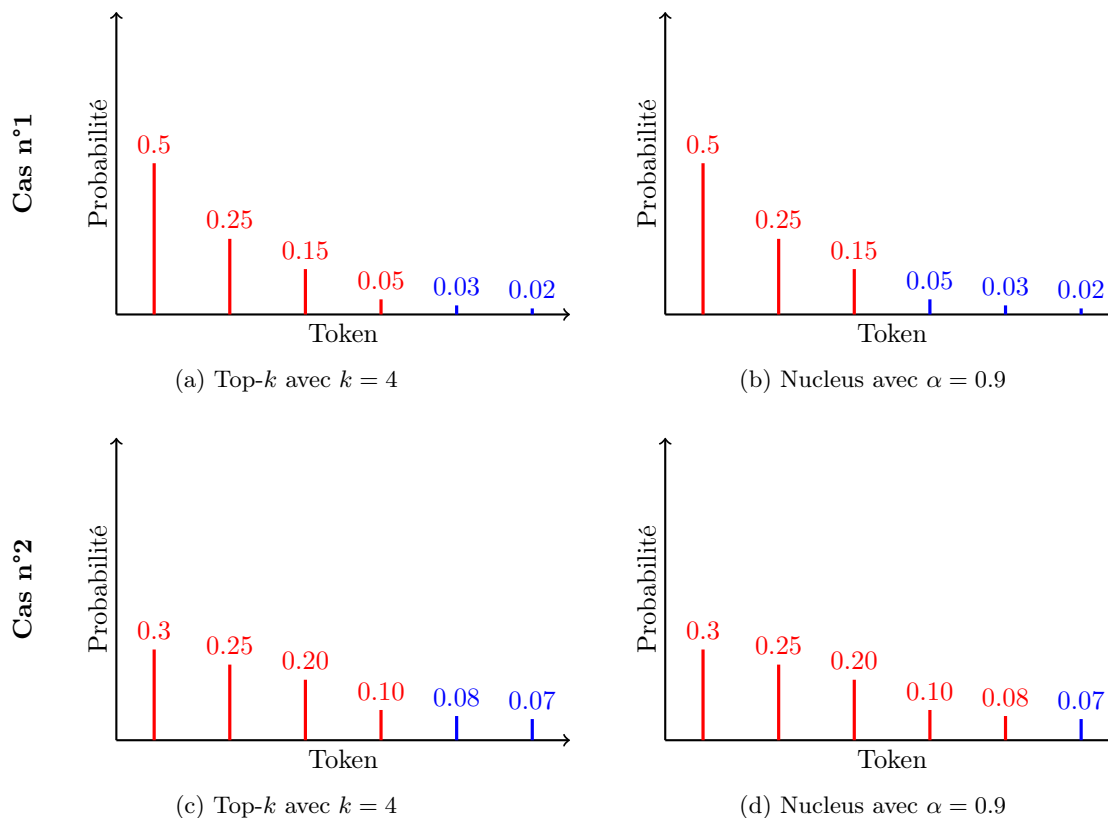 Cas n°1
Probabilité
0.5
0.25
0.15
0.05
0.03
0.02
Token
(a) Top-k avec k = 4
Probabilité
0.5
0.25
0.15
0.05
0.03
0.02
Token
(b) Nucleus avec α = 0.9
Cas n°2
Probabilité
0.3
0.25
0.20
0.10
0.08
0.07
Token
(c) Top-k avec k = 4
Probabilité
0.3
0.25
0.20
0.10
0.08
0.07
Token
(d) Nucleus avec α = 0.9